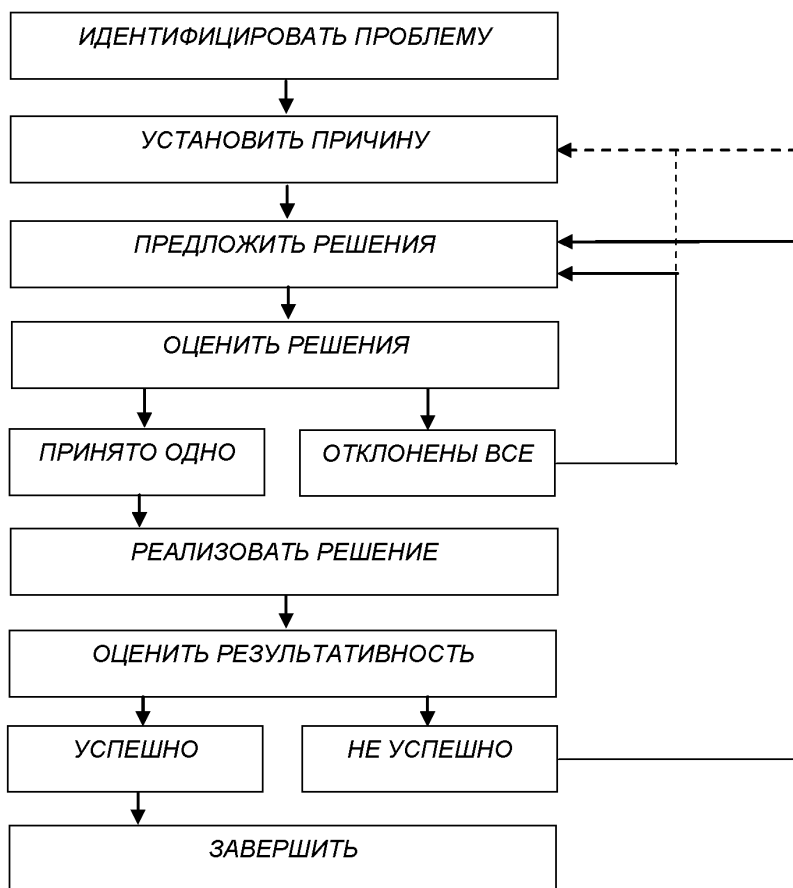 ИДЕНТИФИЦИРОВАТЬ ПРОБЛЕМУ
УСТАНОВИТЬ ПРИЧИНУ
ПРЕДЛОЖИТЬ РЕШЕНИЯ
ОЦЕНИТЬ РЕШЕНИЯ
ПРИНЯТО ОДНО
ОТКЛОНЕНЫ ВСЕ
РЕАЛИЗОВАТЬ РЕШЕНИЕ
ОЦЕНИТЬ РЕЗУЛЬТАТИВНОСТЬ
УСПЕШНО
НЕ УСПЕШНО
ЗАВЕРШИТЬ